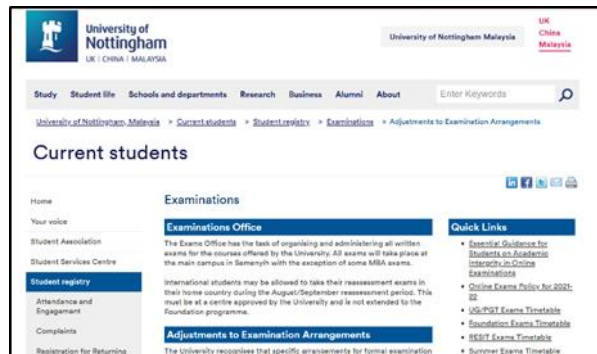 University of
Nottingham
UK | CHINA | MALAYSIA
University of Nottingham Malaysia
UK
China
Malaysia
Study Student life Schools and departments Research Business Alumni About
Enter Keywords
University of Nottingham, Malaysia > Current students > Student registry > Examinations > Adjustments to Examination Arrangements
Current students
Home
Your voice
Student Association
Student Services Centre
Student registry
Attendance and
Engagement
Complaints
Registration for Returning
Examinations
Examinations Office
The Exams Office has the task of organising and administering all written
exams for the courses offered by the University. All exams will take place at
the main campus in Semenyih with the exception of some MBA exams.
International students may be allowed to take their reassessment exams in
their home country during the August/September reassessment period. This
must be at a centre approved by the University and is not extended to the
Foundation programme.
Adjustments to Examination Arrangements
The University recognises that specific arrangements for formal examination
Quick Links
Essential Guidance for
Students on Academic
Intergrity in Online
Examinations
Online Exams Policy for 2021-
22
UG/PGT Exams Timetable
Foundation Exams Timetable
RESIT Exams Timetable
Summer Exams Timetable